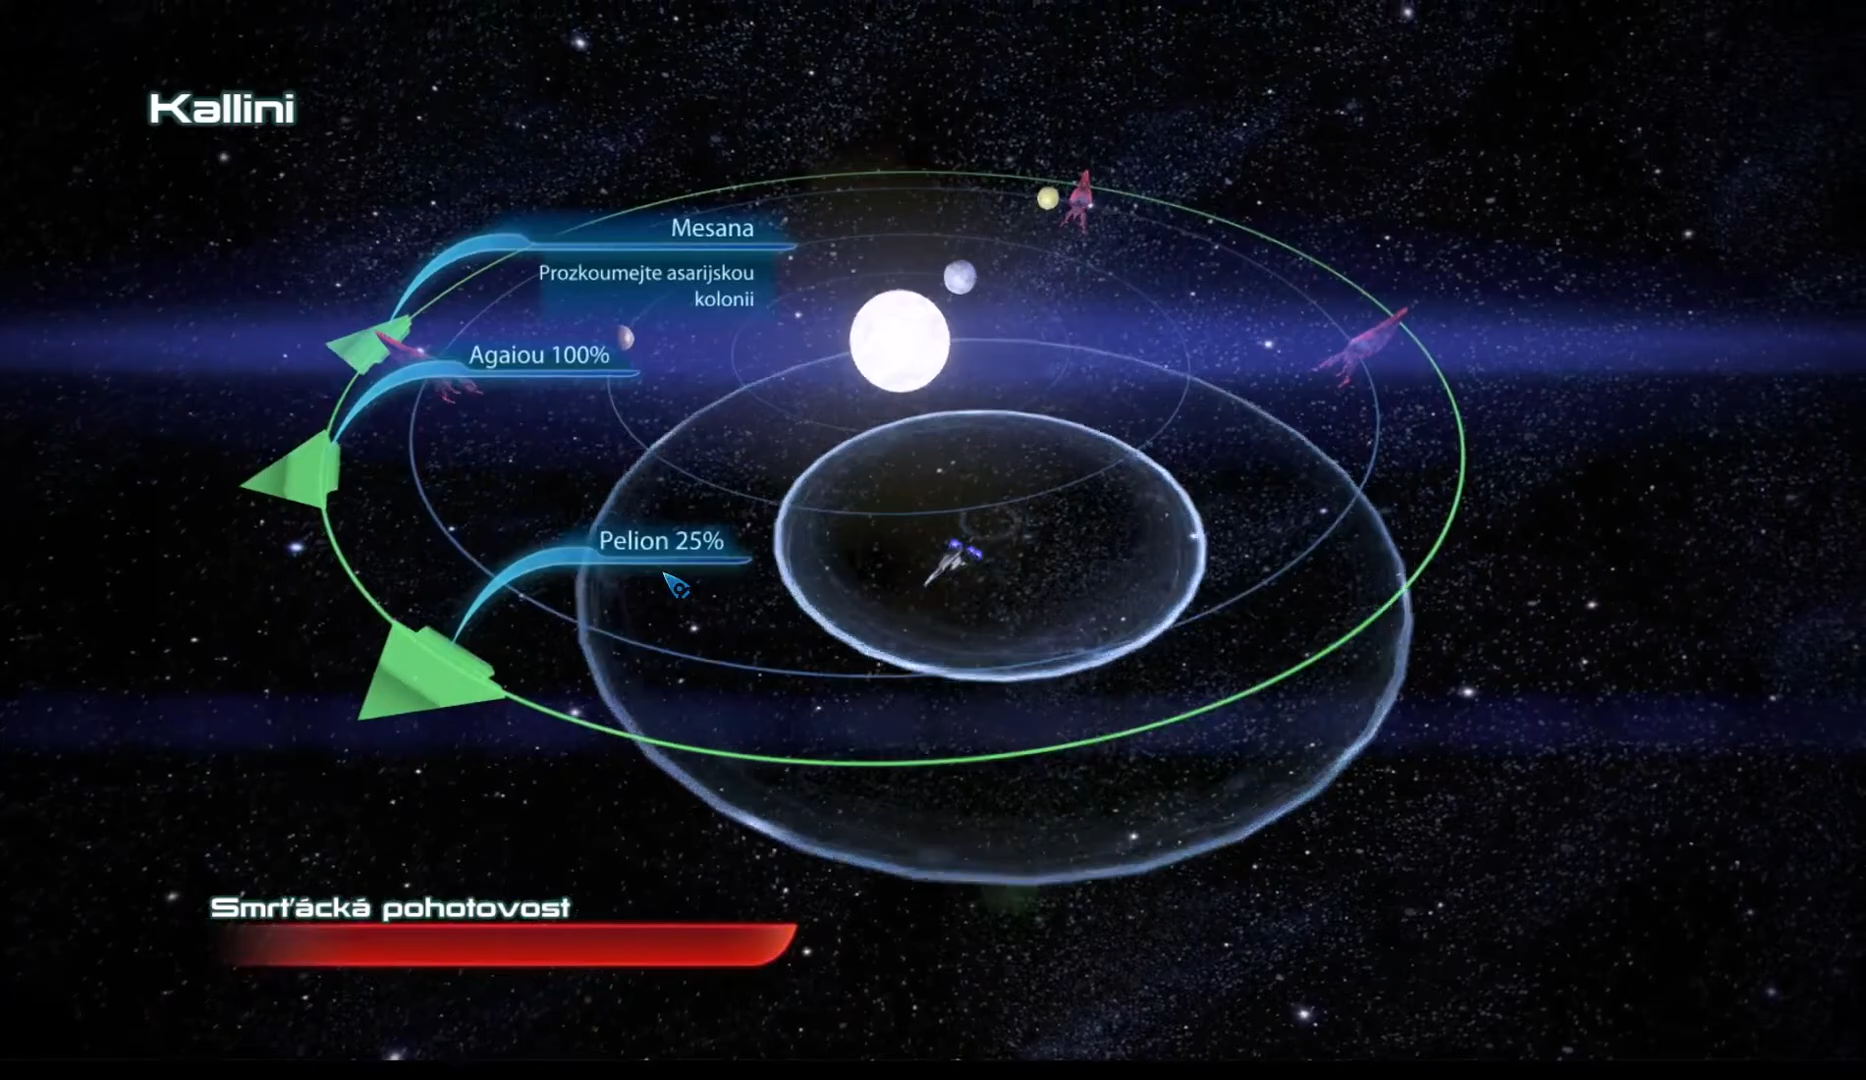 Kallini
Mesana
Prozkoumejte asarijskou
kolonii
Agaiou 100%
Pelion 25%
Smrťácká pohotovost